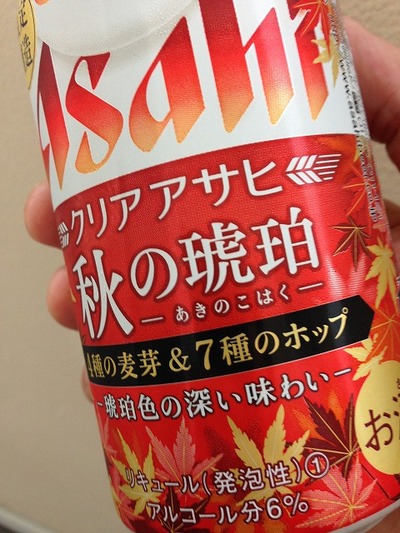 Asahi
クリア アサヒ
秋の琥珀
あきのこはく
4種の麦芽&7種のホップ
琥珀色の深い味わい
リキュール(発泡性)①
アルコール分6%
お